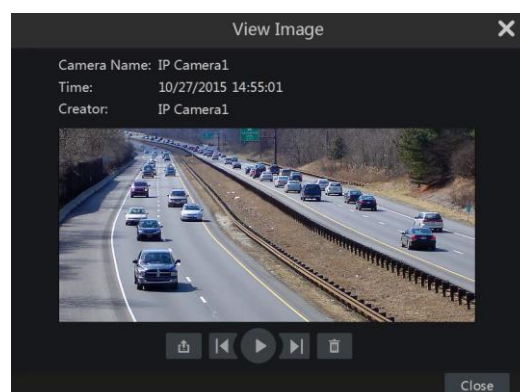 View Image
Camera Name: IP Camera1
Time: 10/27/2015 14:55:01
Creator: IP Camera1
Close